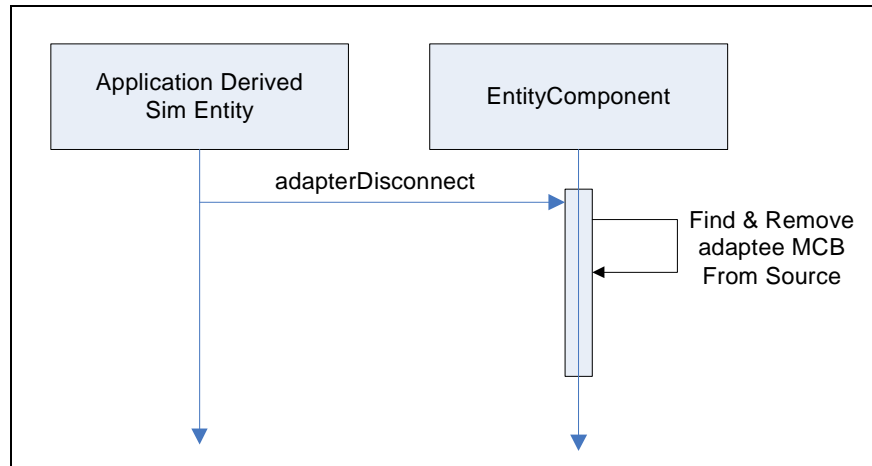 Application Derived
Sim Entity
EntityComponent
adapterDisconnect
Find & Remove
adaptee MCB
From Source